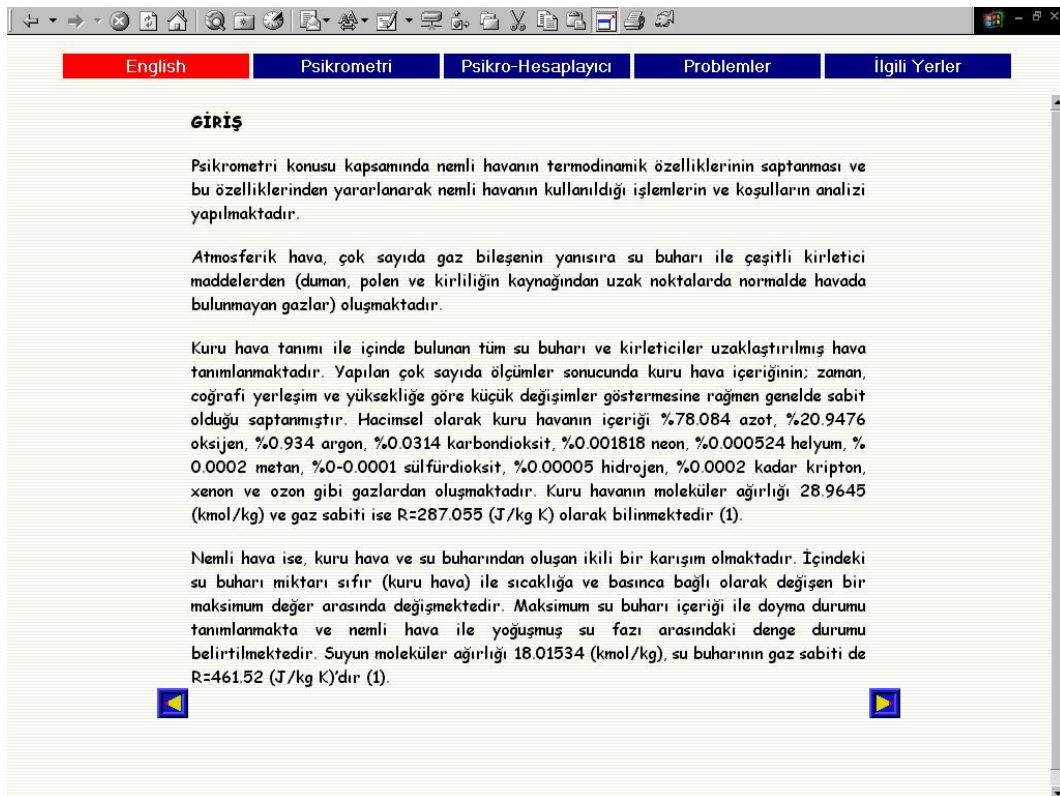 English Psikrometri Psikro-Hesaplayıcı Problemler İlgili Yerler
GİRİŞ
Psikrometri konusu kapsamında nemli havanın termodinamik özelliklerinin saptanması ve
bu özelliklerinden yararlanarak nemli havanın kullanıldığı işlemlerin ve koşulların analizi
yapılmaktadır.
Atmosferik hava, çok sayıda gaz bileşenin yanısıra su buharı ile çeşitli kirletici
maddelerden (duman, polen ve kirliliğin kaynağından uzak noktalarda normalde havada
bulunmayan gazlar) oluşmaktadır.
Kuru hava tanımı ile içinde bulunan tüm su buharı ve kirleticiler uzaklaştırılmış hava
tanımlanmaktadır. Yapılan çok sayıda ölçümler sonucunda kuru hava içeriğinin; zaman,
coğrafi yerleşim ve yüksekliğe göre küçük değişimler göstermesine rağmen genelde sabit
olduğu saptanmıştır. Hacimsel olarak kuru havanın içeriği %78.084 azot, %20.9476
oksijen, %0.934 argon, %0.0314 karbondioksit, %0.001818 neon, %0.000524 helyum, %
0.0002 metan, %0-0.0001 sülfürdioksit, %0.00005 hidrojen, %0.0002 kadar kripton,
xenon ve ozon gibi gazlardan oluşmaktadır. Kuru havanın moleküler ağırlığı 28.9645
(kmol/kg) ve gaz sabiti ise R=287.055 (J/kg K) olarak bilinmektedir (1).
Nemli hava ise, kuru hava ve su buharından oluşan ikili bir karışım olmaktadır. İçindeki
su buharı miktarı sıfır (kuru hava) ile sıcaklığa ve basınca bağlı olarak değişen bir
maksimum değer arasında değişmektedir. Maksimum su buharı içeriği ile doyma durumu
tanımlanmakta ve nemli hava ile yoğuşmuş su fazı arasındaki denge durumu
belirtilmektedir. Suyun moleküler ağırlığı 18.01534 (kmol/kg), su buharının gaz sabiti de
R=461.52 (J/kg K)'dır (1).